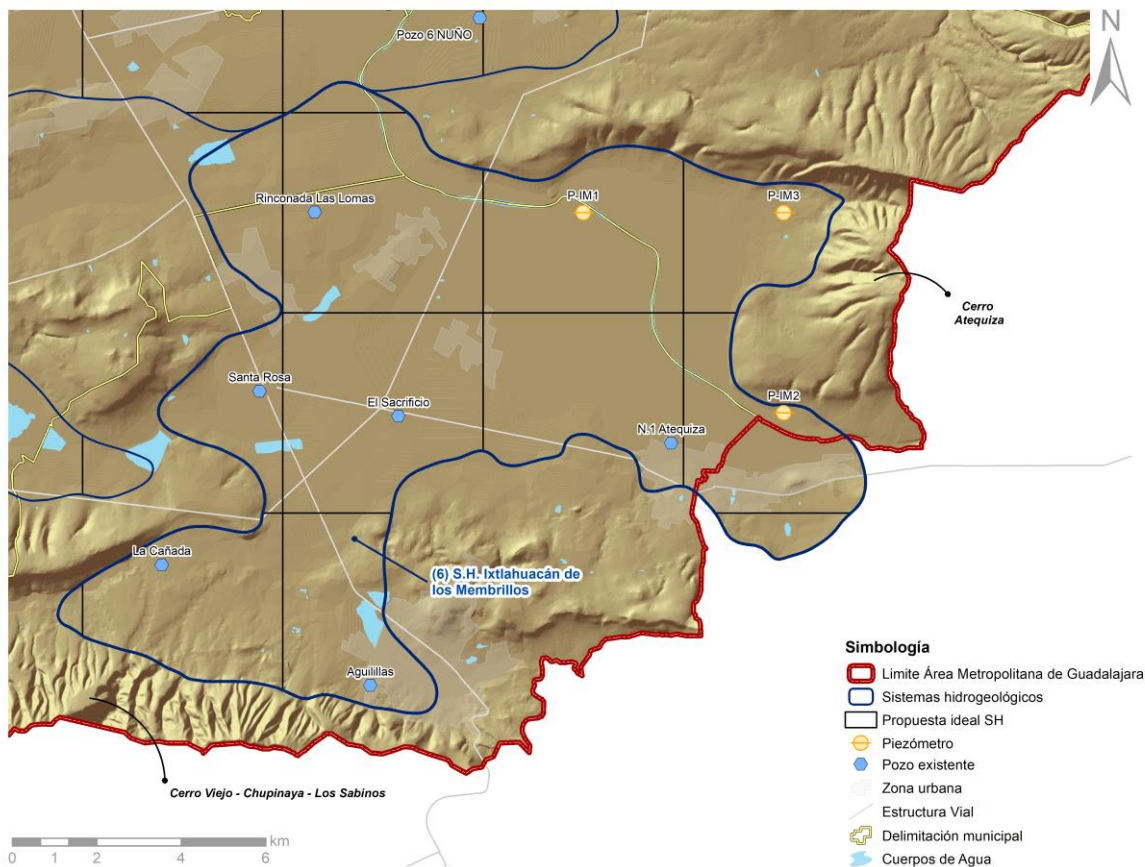 N
Pozo 6 NUÑO
Rinconada Las Lomas
P-IM1
P-IM3
Cerro
Atequiza
Santa Rosa
El Sacrificio
P-IM2
N.1 Atequiza
La Cañada
(6) S.H. Ixtlahuacán de
los Membrillos
Aguilillas
Cerro Viejo - Chupinaya - Los Sabinos
Simbología
Limite Área Metropolitana de Guadalajara
Sistemas hidrogeológicos
Propuesta ideal SH
Piezómetro
Pozo existente
Zona urbana
Estructura Vial
Delimitación municipal
Cuerpos de Agua
km
0 1 2 4 6